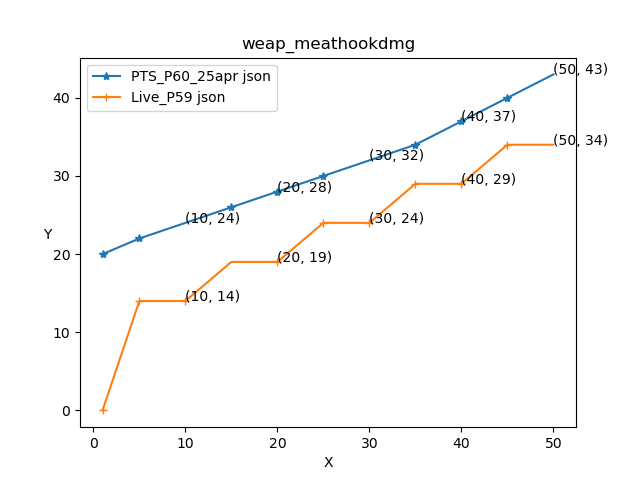 weap_meathookdmg
PTS_P60_25apr json
Live_P59 json
(50, 43)
(40, 37)
(30, 32)
(20, 28)
(10, 24)
(50, 34)
(40, 29)
(30, 24)
(20, 19)
(10, 14)
Y
40
30
20
10
0
0 10 20 30 40 50
X